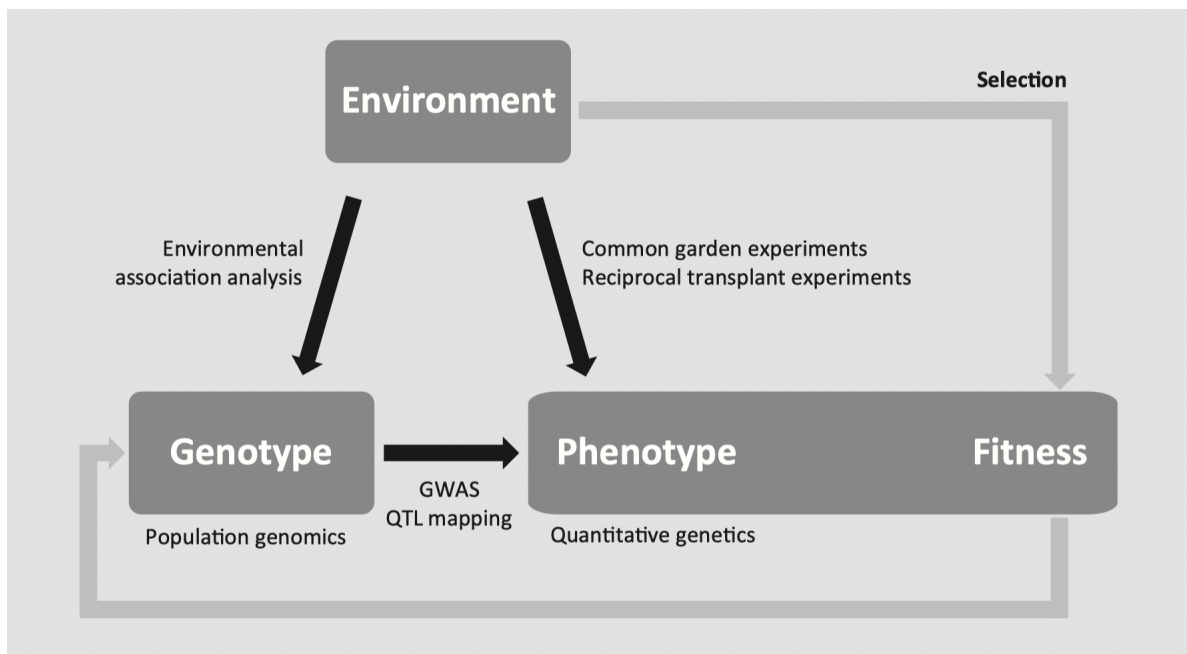 Environment
Selection
Environmental
association analysis
Common garden experiments
Reciprocal transplant experiments
Genotype
Phenotype
Fitness
GWAS
QTL mapping
Population genomics
Quantitative genetics